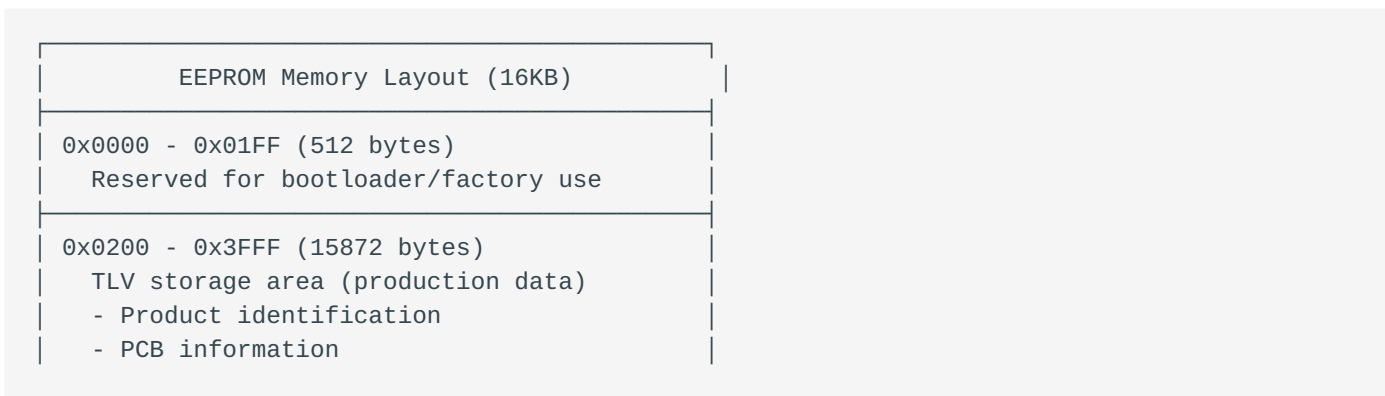 EEPROM Memory Layout (16KB)
0x0000 - 0x01FF (512 bytes)
Reserved for bootloader/factory use
0x0200 - 0x3FFF (15872 bytes)
TLV storage area (production data)
- Product identification
- PCB information